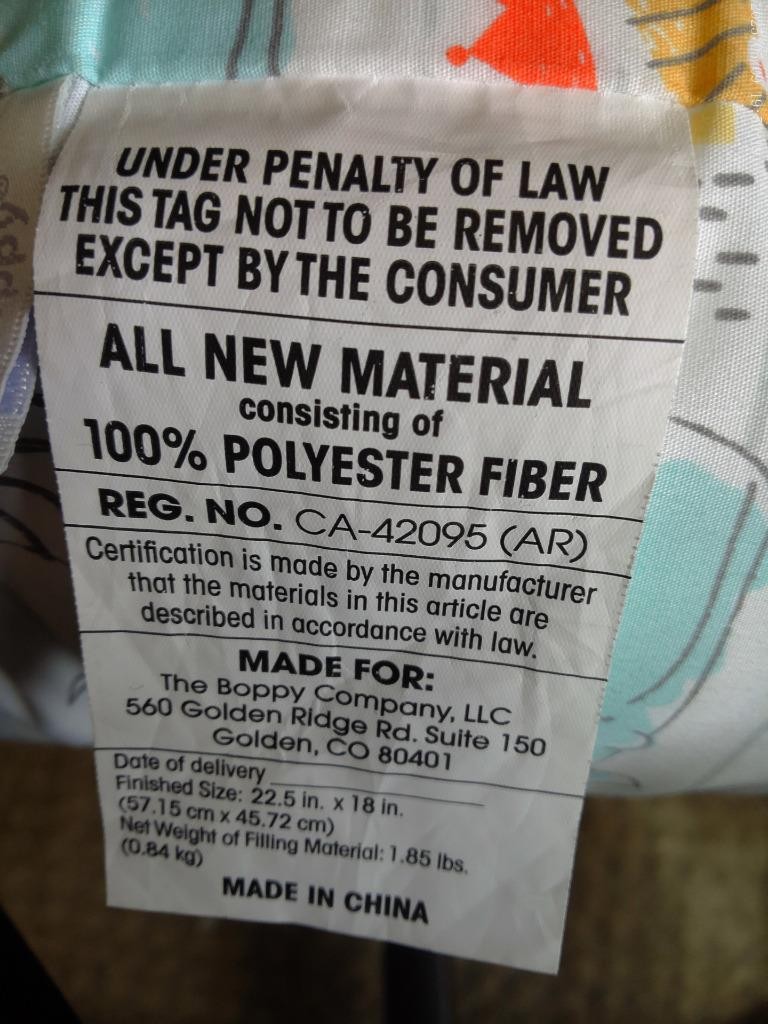 UNDER PENALTY OF LAW
THIS TAG NOT TO BE REMOVED
EXCEPT BY THE CONSUMER
ALL NEW MATERIAL
consisting of
100% POLYESTER FIBER
REG. NO. CA-42095 (AR)
Certification is made by the manufacturer
that the materials in this article are
described in accordance with law.
MADE FOR:
The Boppy Company, LLC
560 Golden Ridge Rd. Suite 150
Golden, CO 80401
Date of delivery
Finished Size: 22.5 in. x 18 in.
(57.15 cm x 45.72 cm)
Net Weight of Filling Material: 1.85 lbs.
(0.84 kg)
MADE IN CHINA